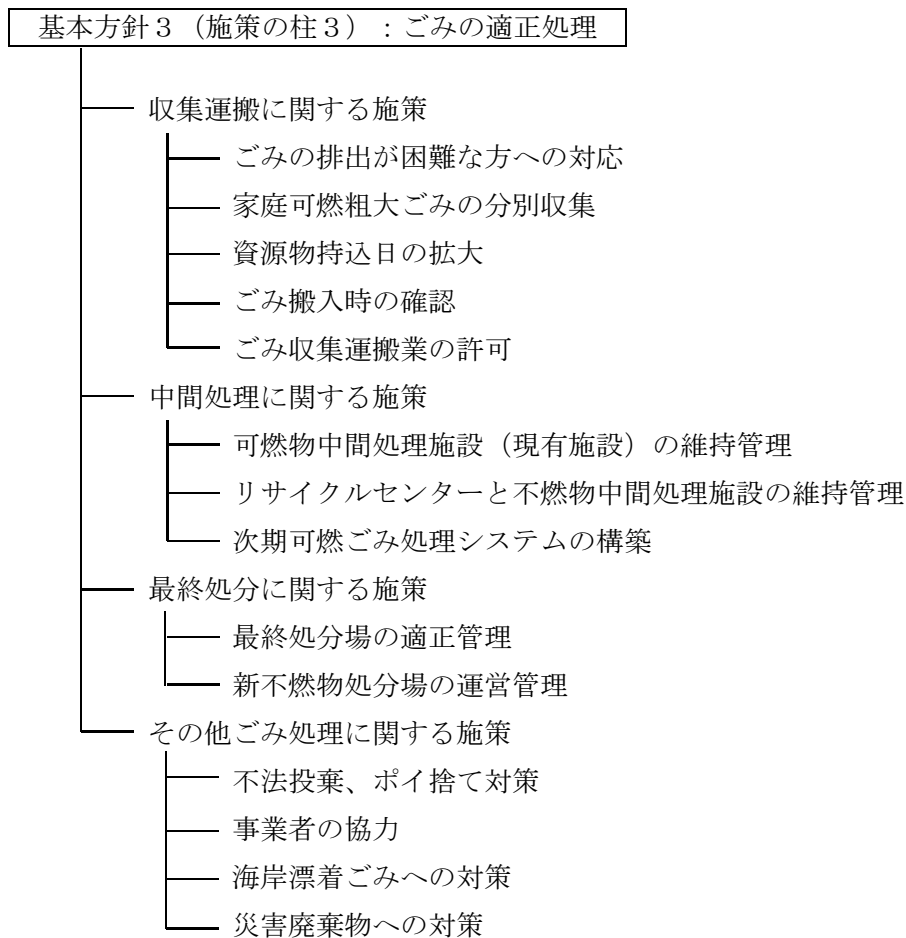 基本方針３（施策の柱３）：ごみの適正処理
収集運搬に関する施策
ごみの排出が困難な方への対応
家庭可燃粗大ごみの分別収集
資源物持込日の拡大
ごみ搬入時の確認
ごみ収集運搬業の許可
中間処理に関する施策
可燃物中間処理施設（現有施設）の維持管理
リサイクルセンターと不燃物中間処理施設の維持管理
次期可燃ごみ処理システムの構築
最終処分に関する施策
最終処分場の適正管理
新不燃物処分場の運営管理
その他ごみ処理に関する施策
不法投棄、ポイ捨て対策
事業者の協力
海岸漂着ごみへの対策
災害廃棄物への対策